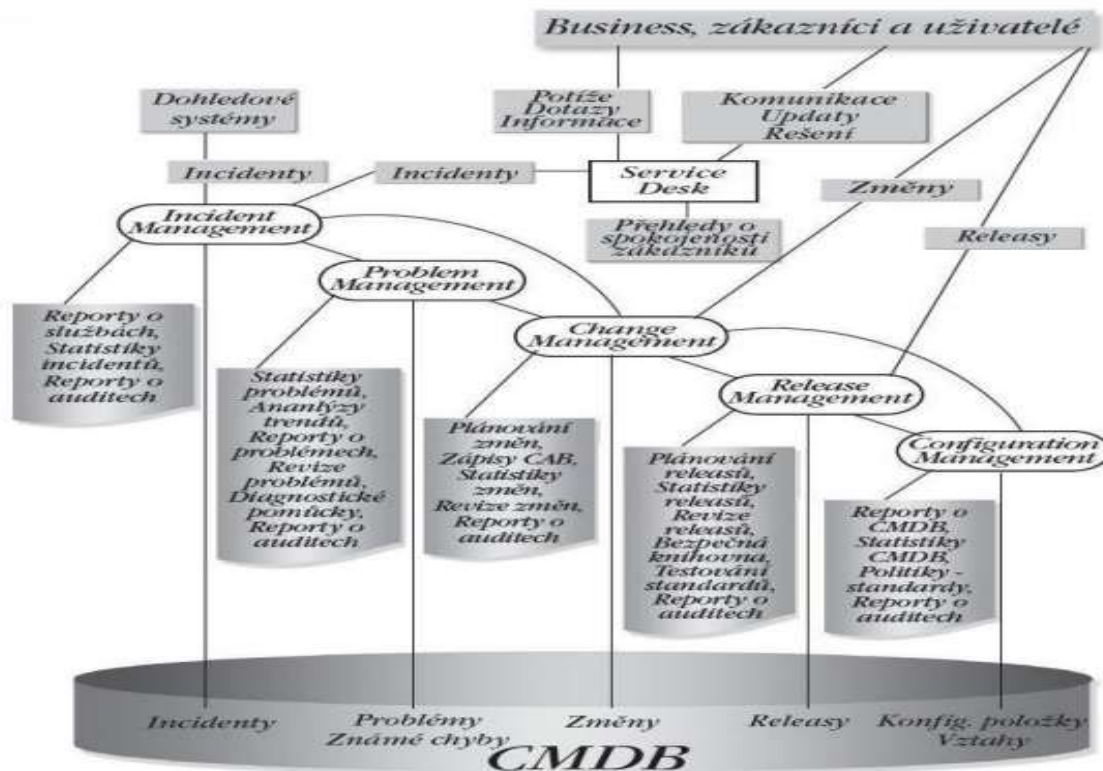 Business, zákazníci a uživatelé
Dohledové
systémy
Potíže
Dotazy
Informace
Komunikace
Updaty
Řešení
Incidenty
Incidenty
Service
Desk
Změny
Incident
Management
Přehledy o
spokojenosti
zákazníků
Releasy
Problem
Management
Reporty o
službách,
Statistiky
incidentů,
Reporty o
auditech
Change
Management
Statistiky
problémů,
Ananlýzy
trendů,
Reporty o
problémech,
Revize
problémů,
Diagnostické
pomůcky,
Reporty o
auditech
Release
Management
Plánování
změn,
Zápisy CAB,
Statistiky
změn,
Revize změn,
Reporty o
auditech
Configuration
Management
Plánování
releasů,
Statistiky
releasů,
Revize
releasů,
Bezpečná
knihovna,
Testování
standardů,
Reporty o
auditech
Reporty o
CMDB,
Statistiky
CMDB,
Politiky -
standardy,
Reporty o
auditech
Incidenty
Problémy
Známé chyby
Změny
Releasy
Konfig. položky
Vztahy
CMDB